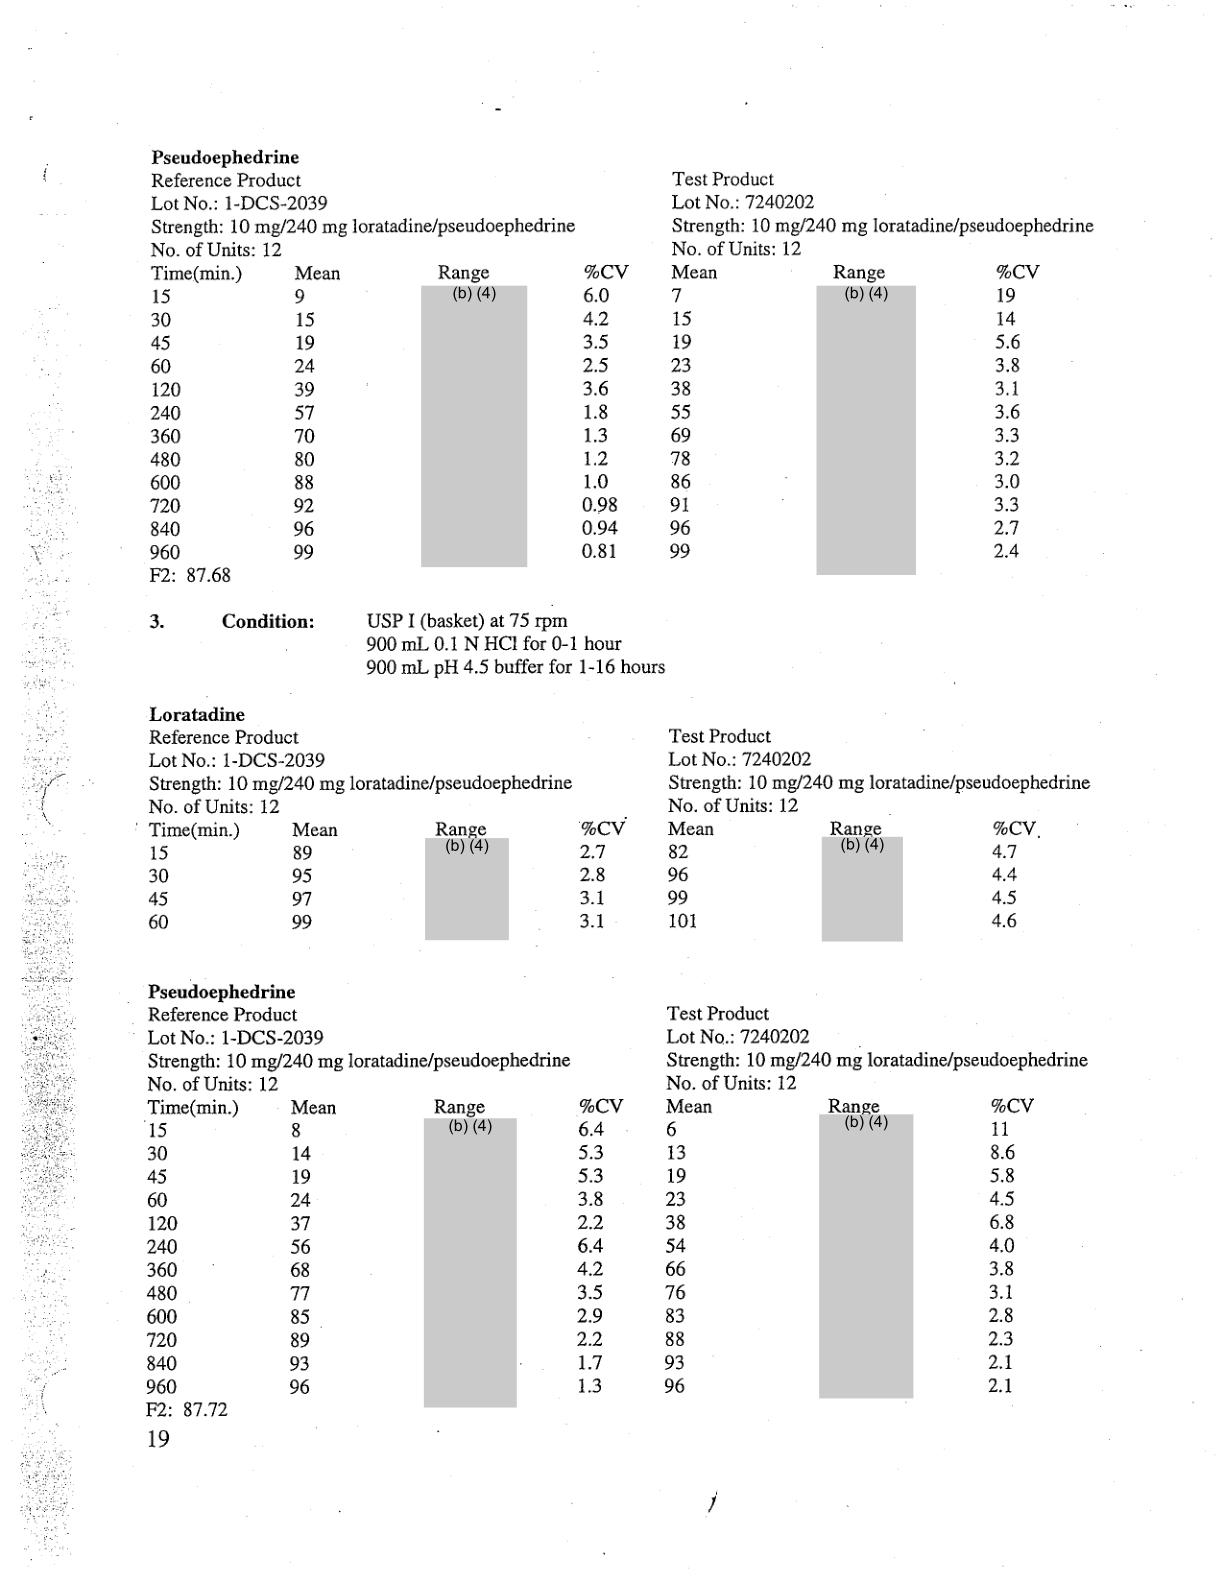 Pseudoephedrine
Reference Product Test Product
Lot No.: 1-DCS-2039 Lot No.: 7240202
Strength: 10 mg/240 mg loratadine/pseudoephedrine Strength: 10 mg/240 mg loratadine/pseudoephedrine
No. of Units: 12 No. of Units: 12
Time(min.) Mean Range %CV Mean Range %CV
15 9 (b) (4) 6.0 7 (b) (4) 19
30 15 4.2 15 14
45 19 3.5 19 5.6
60 24 2.5 23 3.8
120 39 3.6 38 3.1
240 57 1.8 55 3.6
360 70 1.3 69 3.3
480 80 1.2 78 3.2
600 88 1.0 86 3.0
720 92 0.98 91 3.3
840 96 0.94 96 2.7
960 99 0.81 99 2.4
F2: 87.68
3. Condition: USP I (basket) at 75 rpm
900 mL 0.1 N HCl for 0-1 hour
900 mL pH 4.5 buffer for 1-16 hours
Loratadine
Reference Product Test Product
Lot No.: 1-DCS-2039 Lot No.: 7240202
Strength: 10 mg/240 mg loratadine/pseudoephedrine Strength: 10 mg/240 mg loratadine/pseudoephedrine
No. of Units: 12 No. of Units: 12
Time(min.) Mean Range %CV Mean Range %CV
15 89 (b) (4) 2.7 82 (b) (4) 4.7
30 95 2.8 96 4.4
45 97 3.1 99 4.5
60 99 3.1 101 4.6
Pseudoephedrine
Reference Product Test Product
Lot No.: 1-DCS-2039 Lot No.: 7240202
Strength: 10 mg/240 mg loratadine/pseudoephedrine Strength: 10 mg/240 mg loratadine/pseudoephedrine
No. of Units: 12 No. of Units: 12
Time(min.) Mean Range %CV Mean Range %CV
15 8 (b) (4) 6.4 6 (b) (4) 11
30 14 5.3 13 8.6
45 19 5.3 19 5.8
60 24 3.8 23 4.5
120 37 2.2 38 6.8
240 56 6.4 54 4.0
360 68 4.2 66 3.8
480 77 3.5 76 3.1
600 85 2.9 83 2.8
720 89 2.2 88 2.3
840 93 1.7 93 2.1
960 96 1.3 96 2.1
F2: 87.72
19